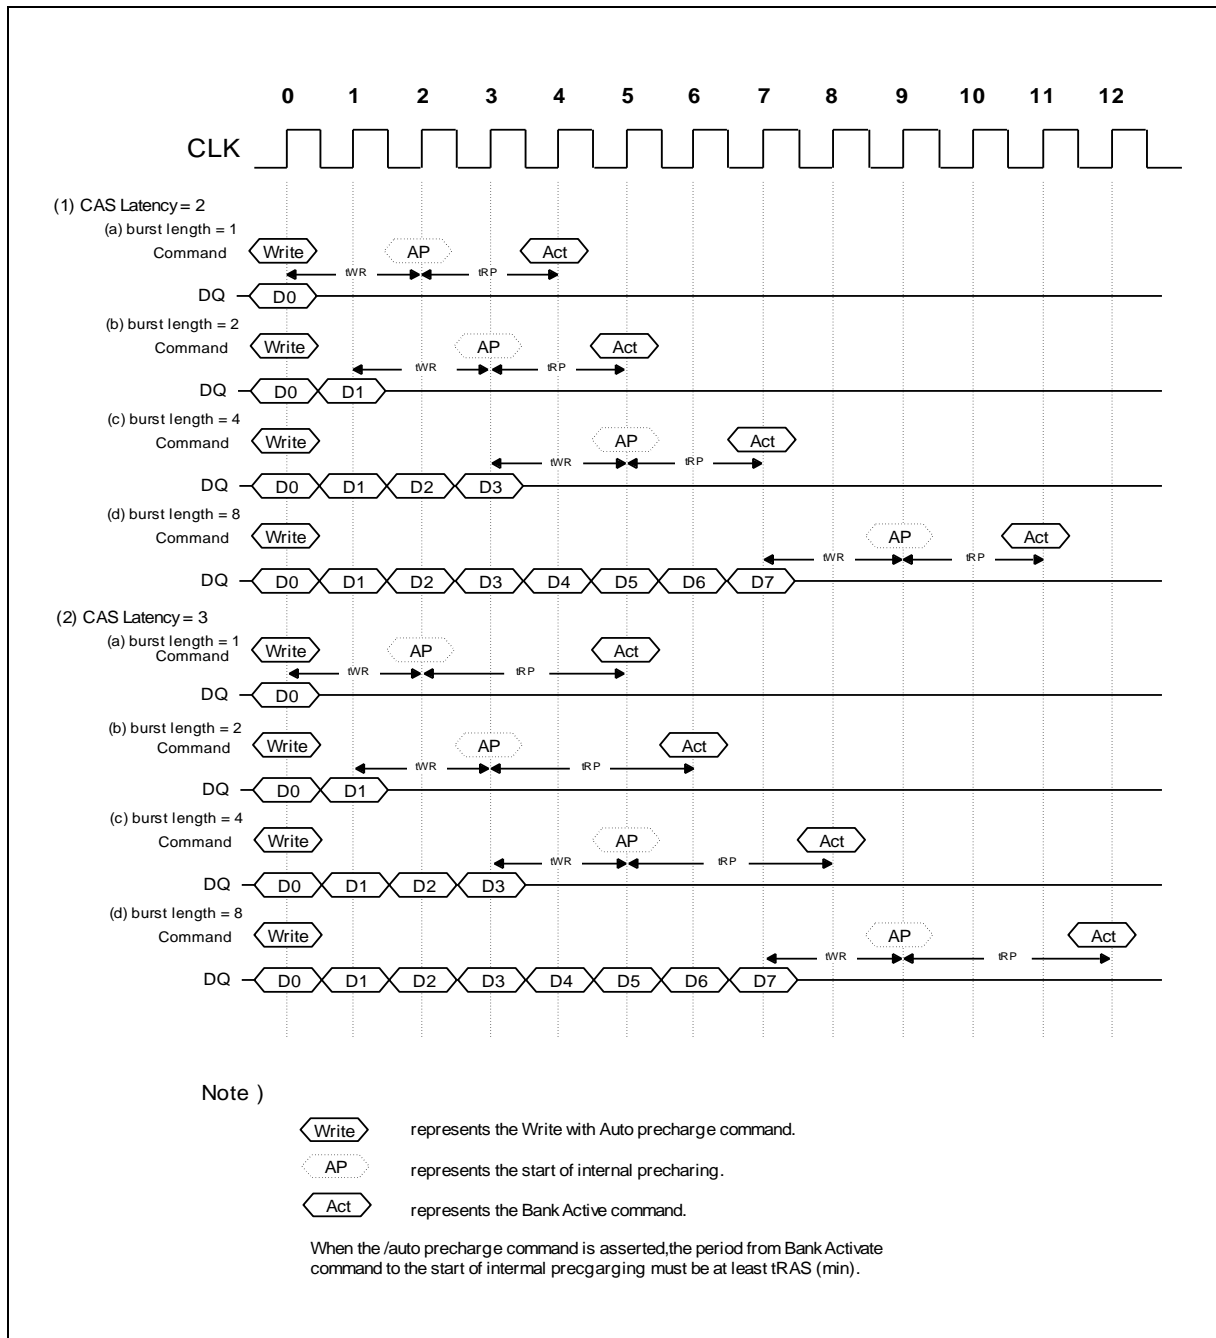 0 1 2 3 4 5 6 7 8 9 10 11 12
CLK
(1) CAS Latency = 2
(a) burst length = 1
Command Write AP Act
tWR tRP
DQ D0
(b) burst length = 2
Command Write AP Act
tWR tRP
DQ D0 D1
(c) burst length = 4
Command Write AP Act
tWR tRP
DQ D0 D1 D2 D3
(d) burst length = 8
Command Write AP Act
tWR tRP
DQ D0 D1 D2 D3 D4 D5 D6 D7
(2) CAS Latency = 3
(a) burst length = 1
Command Write AP Act
tWR tRP
DQ D0
(b) burst length = 2
Command Write AP Act
tWR tRP
DQ D0 D1
(c) burst length = 4
Command Write AP Act
tWR tRP
DQ D0 D1 D2 D3
(d) burst length = 8
Command Write AP Act
tWR tRP
DQ D0 D1 D2 D3 D4 D5 D6 D7
Note )
Write represents the Write with Auto precharge command.
AP represents the start of internal precharing.
Act represents the Bank Active command.
When the /auto precharge command is asserted,the period from Bank Activate
command to the start of intermal precgarging must be at least tRAS (min).